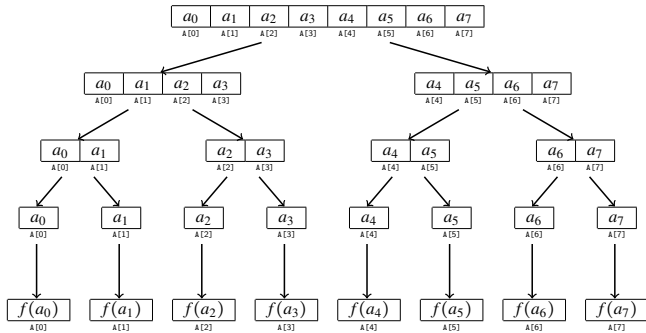 a₀ a₁ a₂ a₃ a₄ a₅ a₆ a₇
A[0] A[1] A[2] A[3] A[4] A[5] A[6] A[7]
a₀ a₁ a₂ a₃ a₄ a₅ a₆ a₇
A[0] A[1] A[2] A[3] A[4] A[5] A[6] A[7]
a₀ a₁ a₂ a₃ a₄ a₅ a₆ a₇
A[0] A[1] A[2] A[3] A[4] A[5] A[6] A[7]
a₀ a₁ a₂ a₃ a₄ a₅ a₆ a₇
A[0] A[1] A[2] A[3] A[4] A[5] A[6] A[7]
f(a₀) f(a₁) f(a₂) f(a₃) f(a₄) f(a₅) f(a₆) f(a₇)
A[0] A[1] A[2] A[3] A[4] A[5] A[6] A[7]